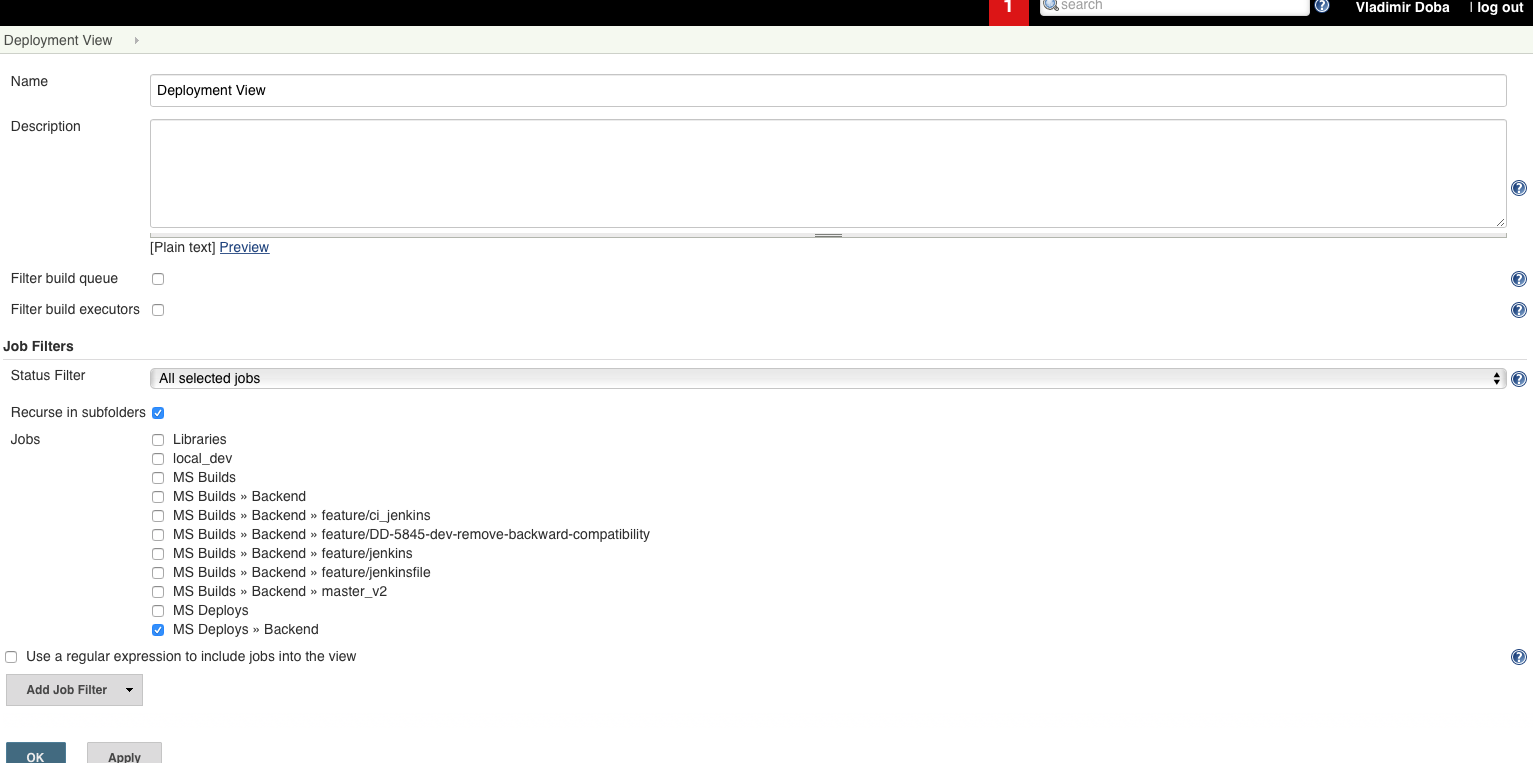 1 search Vladimir Doba | log out
Deployment View
Name
Deployment View
Description
[Plain text] Preview
Filter build queue
Filter build executors
Job Filters
Status Filter All selected jobs
Recurse in subfolders
Jobs Libraries
local_dev
MS Builds
MS Builds » Backend
MS Builds » Backend » feature/ci_jenkins
MS Builds » Backend » feature/DD-5845-dev-remove-backward-compatibility
MS Builds » Backend » feature/jenkins
MS Builds » Backend » feature/jenkinsfile
MS Builds » Backend » master_v2
MS Deploys
MS Deploys » Backend
Use a regular expression to include jobs into the view
Add Job Filter
OK Apply